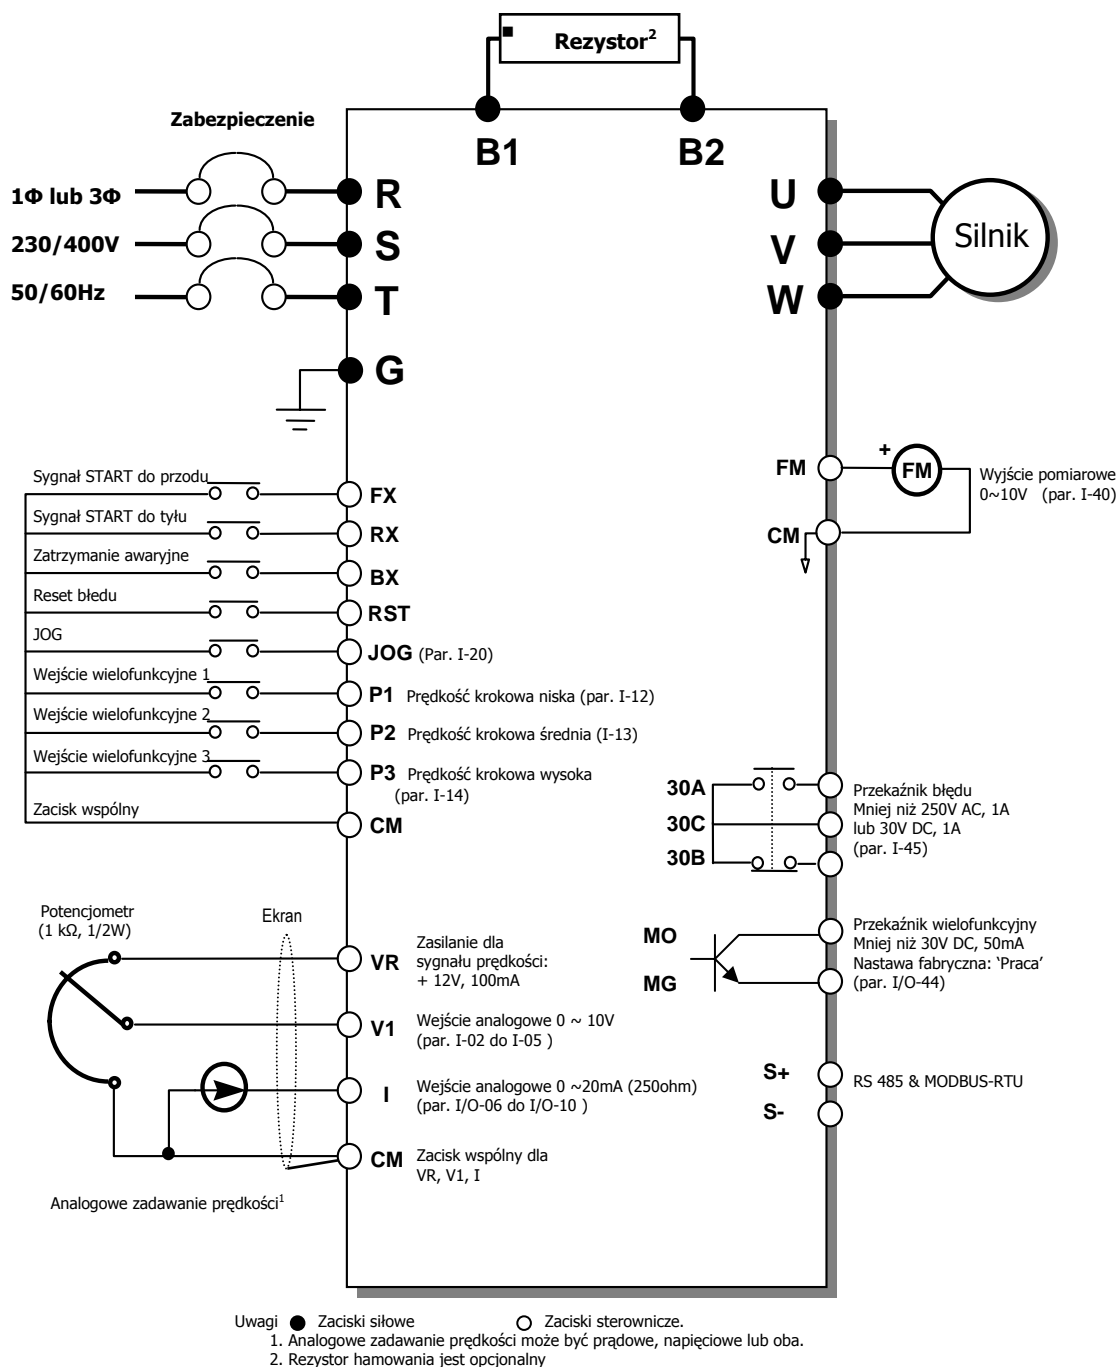 Rezystor2
Zabezpieczenie
B1
B2
1Φ lub 3Φ
230/400V
50/60Hz
R
S
T
G
U
V
W
Silnik
Sygnał START do przodu
FX
Sygnał START do tyłu
RX
Zatrzymanie awaryjne
BX
Reset błedu
RST
JOG
JOG (Par. I-20)
Wejście wielofunkcyjne 1
P1 Prędkość krokowa niska (par. I-12)
Wejście wielofunkcyjne 2
P2 Prędkość krokowa średnia (I-13)
Wejście wielofunkcyjne 3
P3 Prędkość krokowa wysoka
(par. I-14)
Zacisk wspólny
CM
FM
+
FM
Wyjście pomiarowe
0~10V (par. I-40)
CM
30A
30C
30B
Przekaźnik błędu
Mniej niż 250V AC, 1A
lub 30V DC, 1A
(par. I-45)
MO
MG
Przekaźnik wielofunkcyjny
Mniej niż 30V DC, 50mA
Nastawa fabryczna: ‘Praca’
(par. I/O-44)
S+
S-
RS 485 & MODBUS-RTU
Potencjometr
(1 kΩ, 1/2W)
Ekran
VR
Zasilanie dla
sygnału prędkości:
+ 12V, 100mA
V1
Wejście analogowe 0 ~ 10V
(par. I-02 do I-05 )
I
Wejście analogowe 0 ~20mA (250ohm)
(par. I/O-06 do I/O-10 )
CM
Zacisk wspólny dla
VR, V1, I
Analogowe zadawanie prędkości1
Uwagi Zaciski siłowe Zaciski sterownicze.
1. Analogowe zadawanie prędkości może być prądowe, napięciowe lub oba.
2. Rezystor hamowania jest opcjonalny